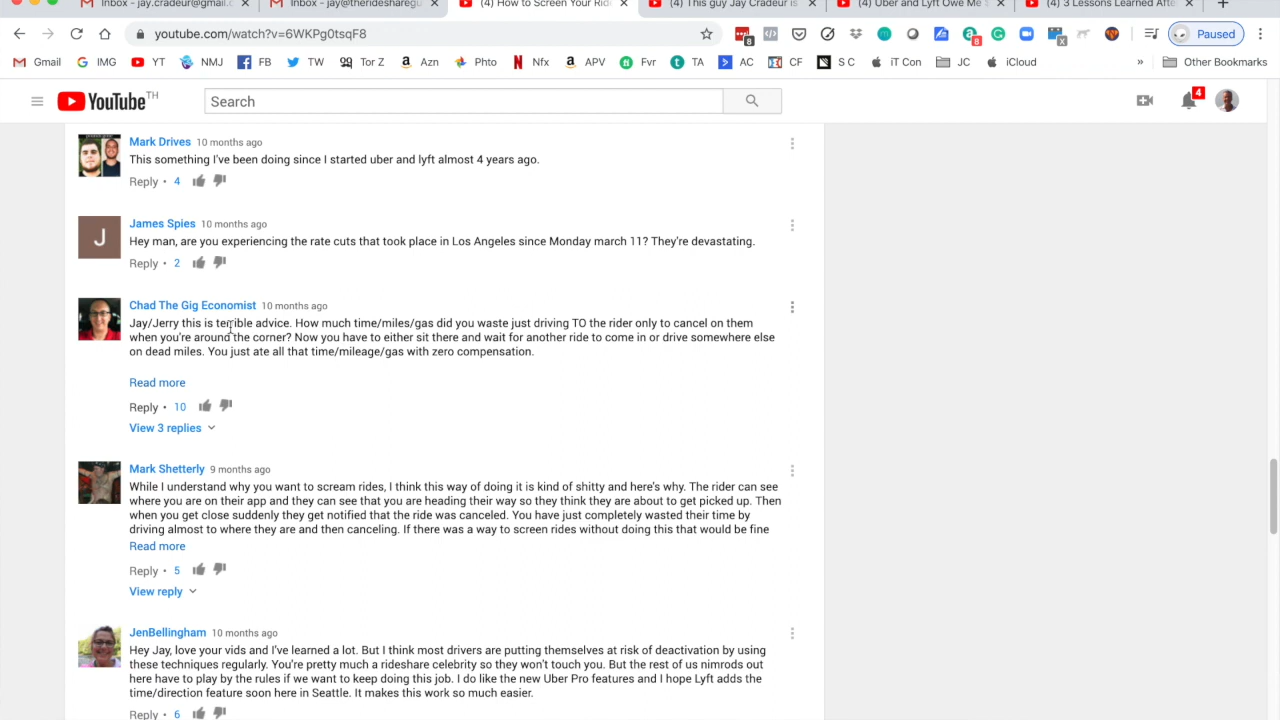 Inbox - jay.cradeur@gmail.c
Inbox - jay@therideshareg
(4) How to Screen Your Rid
(4) This guy Jay Cradeur is
(4) Uber and Lyft Owe Me S
(4) 3 Lessons Learned Afte
youtube.com/watch?v=6WKPg0tsqF8
8
8
X
Paused
Gmail
IMG
YT
NMJ
FB
TW
Tor Z
Azn
Phto
Nfx
APV
Fvr
TA
AC
CF
S C
iT Con
JC
iCloud
»
Other Bookmarks
YouTube TH
Search
4
Mark Drives 10 months ago
This something I've been doing since I started uber and lyft almost 4 years ago.
Reply • 4
J
James Spies 10 months ago
Hey man, are you experiencing the rate cuts that took place in Los Angeles since Monday march 11? They're devastating.
Reply • 2
Chad The Gig Economist 10 months ago
Jay/Jerry this is terrible advice. How much time/miles/gas did you waste just driving TO the rider only to cancel on them
when you're around the corner? Now you have to either sit there and wait for another ride to come in or drive somewhere else
on dead miles. You just ate all that time/mileage/gas with zero compensation.
Read more
Reply • 10
View 3 replies
Mark Shetterly 9 months ago
While I understand why you want to scream rides, I think this way of doing it is kind of shitty and here's why. The rider can see
where you are on their app and they can see that you are heading their way so they think they are about to get picked up. Then
when you get close suddenly they get notified that the ride was canceled. You have just completely wasted their time by
driving almost to where they are and then canceling. If there was a way to screen rides without doing this that would be fine
Read more
Reply • 5
View reply
JenBellingham 10 months ago
Hey Jay, love your vids and I've learned a lot. But I think most drivers are putting themselves at risk of deactivation by using
these techniques regularly. You're pretty much a rideshare celebrity so they won't touch you. But the rest of us nimrods out
here have to play by the rules if we want to keep doing this job. I do like the new Uber Pro features and I hope Lyft adds the
time/direction feature soon here in Seattle. It makes this work so much easier.
Reply • 6